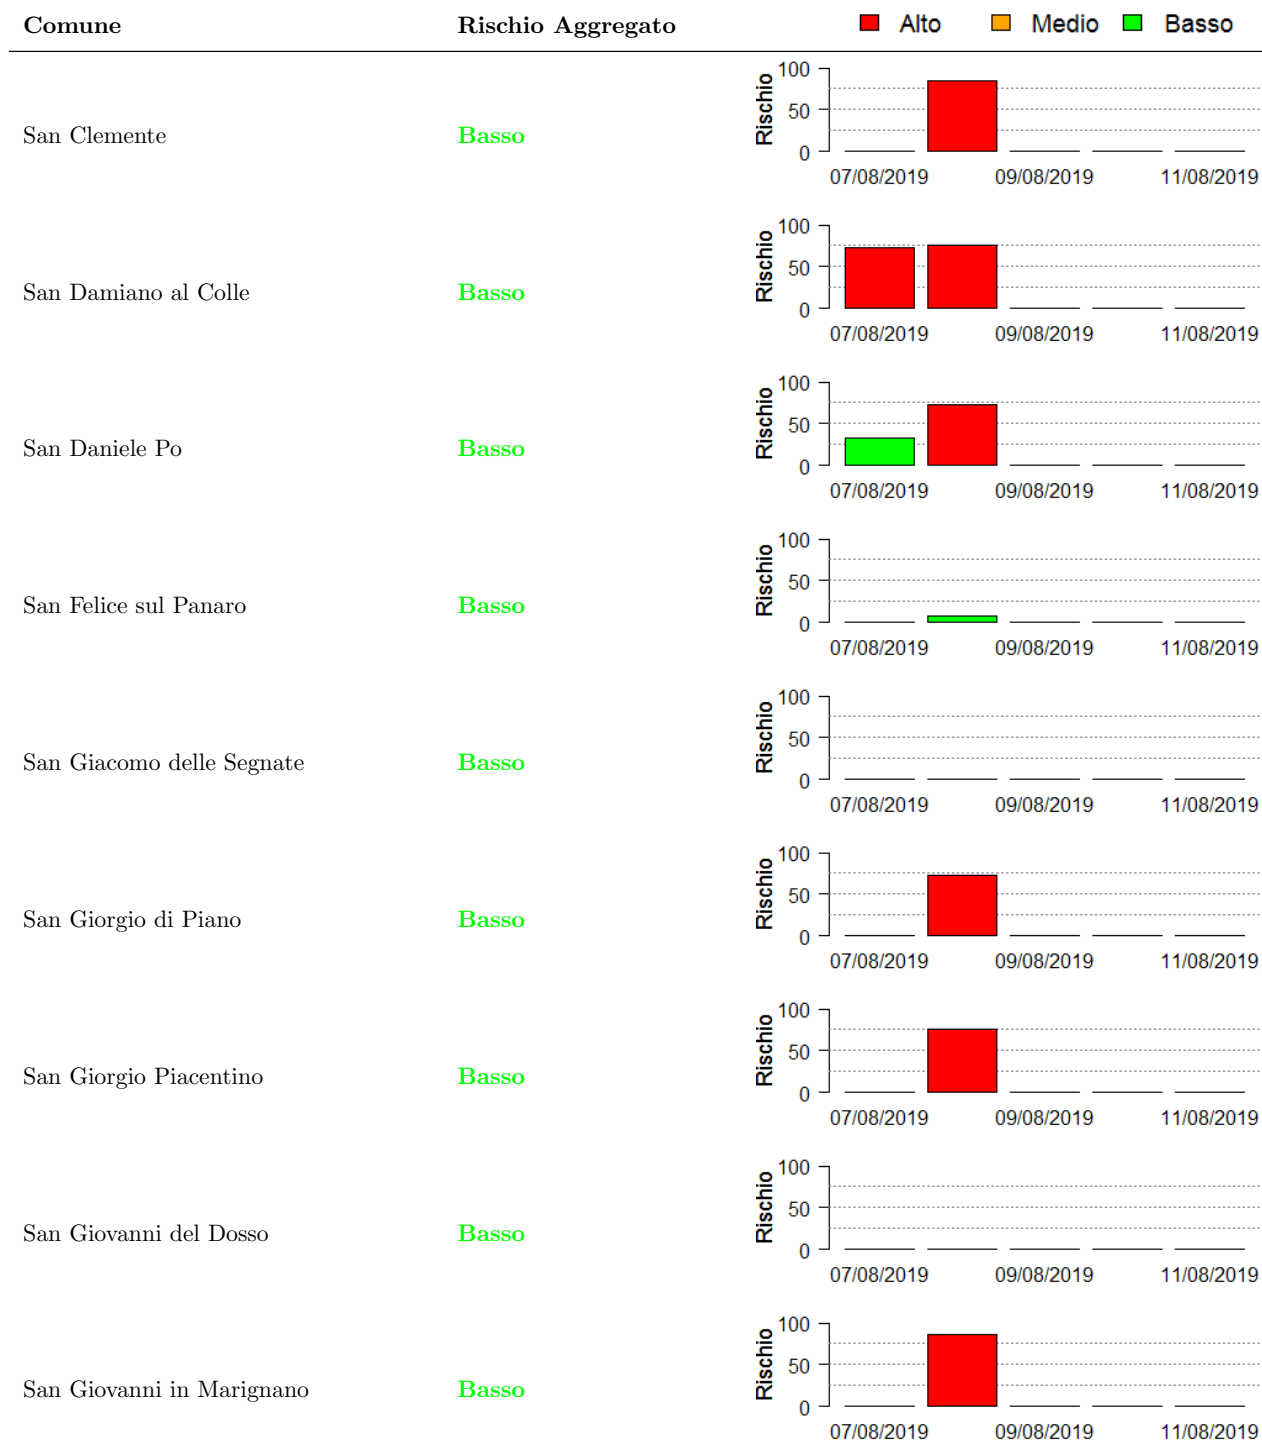 Comune Rischio Aggregato Alto Medio Basso
100
50
0
Rischio
San Clemente Basso
07/08/2019 09/08/2019 11/08/2019
100
50
0
Rischio
San Damiano al Colle Basso
07/08/2019 09/08/2019 11/08/2019
100
50
0
Rischio
San Daniele Po Basso
07/08/2019 09/08/2019 11/08/2019
100
50
0
Rischio
San Felice sul Panaro Basso
07/08/2019 09/08/2019 11/08/2019
100
50
0
Rischio
San Giacomo delle Segnate Basso
07/08/2019 09/08/2019 11/08/2019
100
50
0
Rischio
San Giorgio di Piano Basso
07/08/2019 09/08/2019 11/08/2019
100
50
0
Rischio
San Giorgio Piacentino Basso
07/08/2019 09/08/2019 11/08/2019
100
50
0
Rischio
San Giovanni del Dosso Basso
07/08/2019 09/08/2019 11/08/2019
100
50
0
Rischio
San Giovanni in Marignano Basso
07/08/2019 09/08/2019 11/08/2019